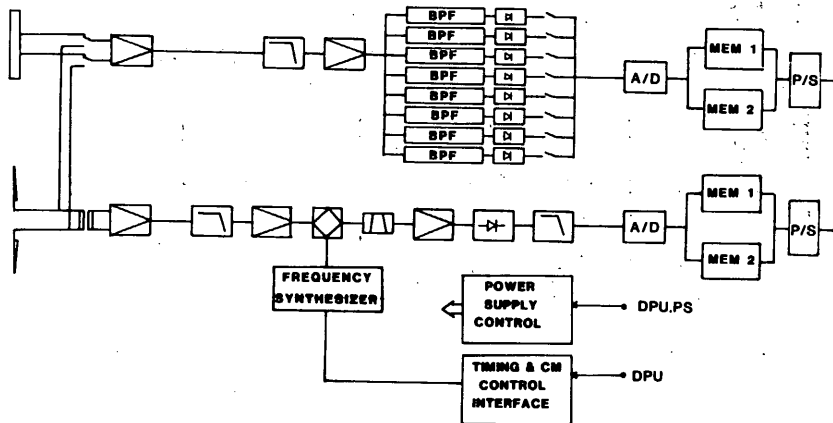 BPF
BPF
BPF
BPF
BPF
BPF
BPF
BPF
A/D
MEM 1
MEM 2
P/S
A/D
MEM 1
MEM 2
P/S
FREQUENCY
SYNTHESIZER
POWER
SUPPLY
CONTROL
DPU.PS
TIMING & CM
CONTROL
INTERFACE
DPU